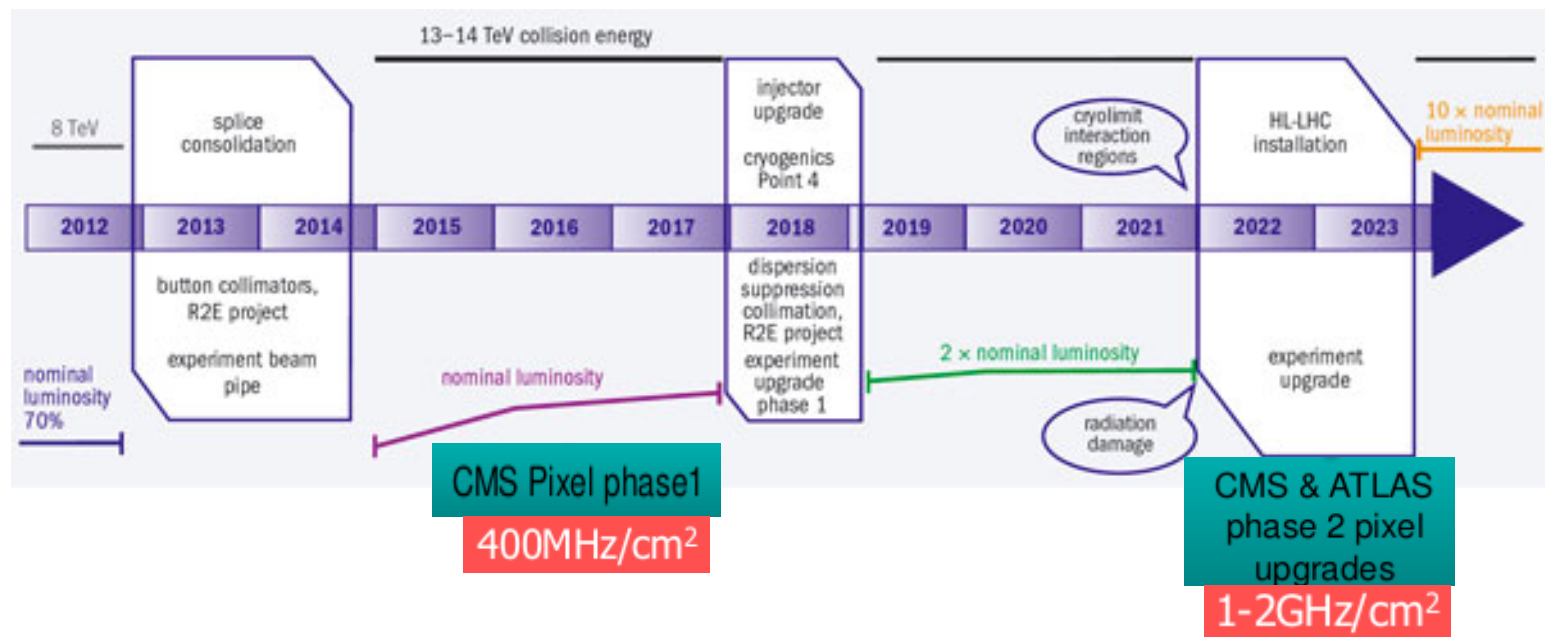 13–14 TeV collision energy
8 TeV
splice
consolidation
injector
upgrade
cryogenics
Point 4
cryolimit
interaction
regions
HL-LHC
installation
10 × nominal
luminosity
2012 2013 2014 2015 2016 2017 2018 2019 2020 2021 2022 2023
button collimators,
R2E project
experiment beam
pipe
nominal
luminosity
70%
nominal luminosity
dispersion
suppression
collimation,
R2E project
experiment
upgrade
phase 1
2 × nominal luminosity
radiation
damage
experiment
upgrade
CMS Pixel phase1
400MHz/cm²
CMS & ATLAS
phase 2 pixel
upgrades
1-2GHz/cm²